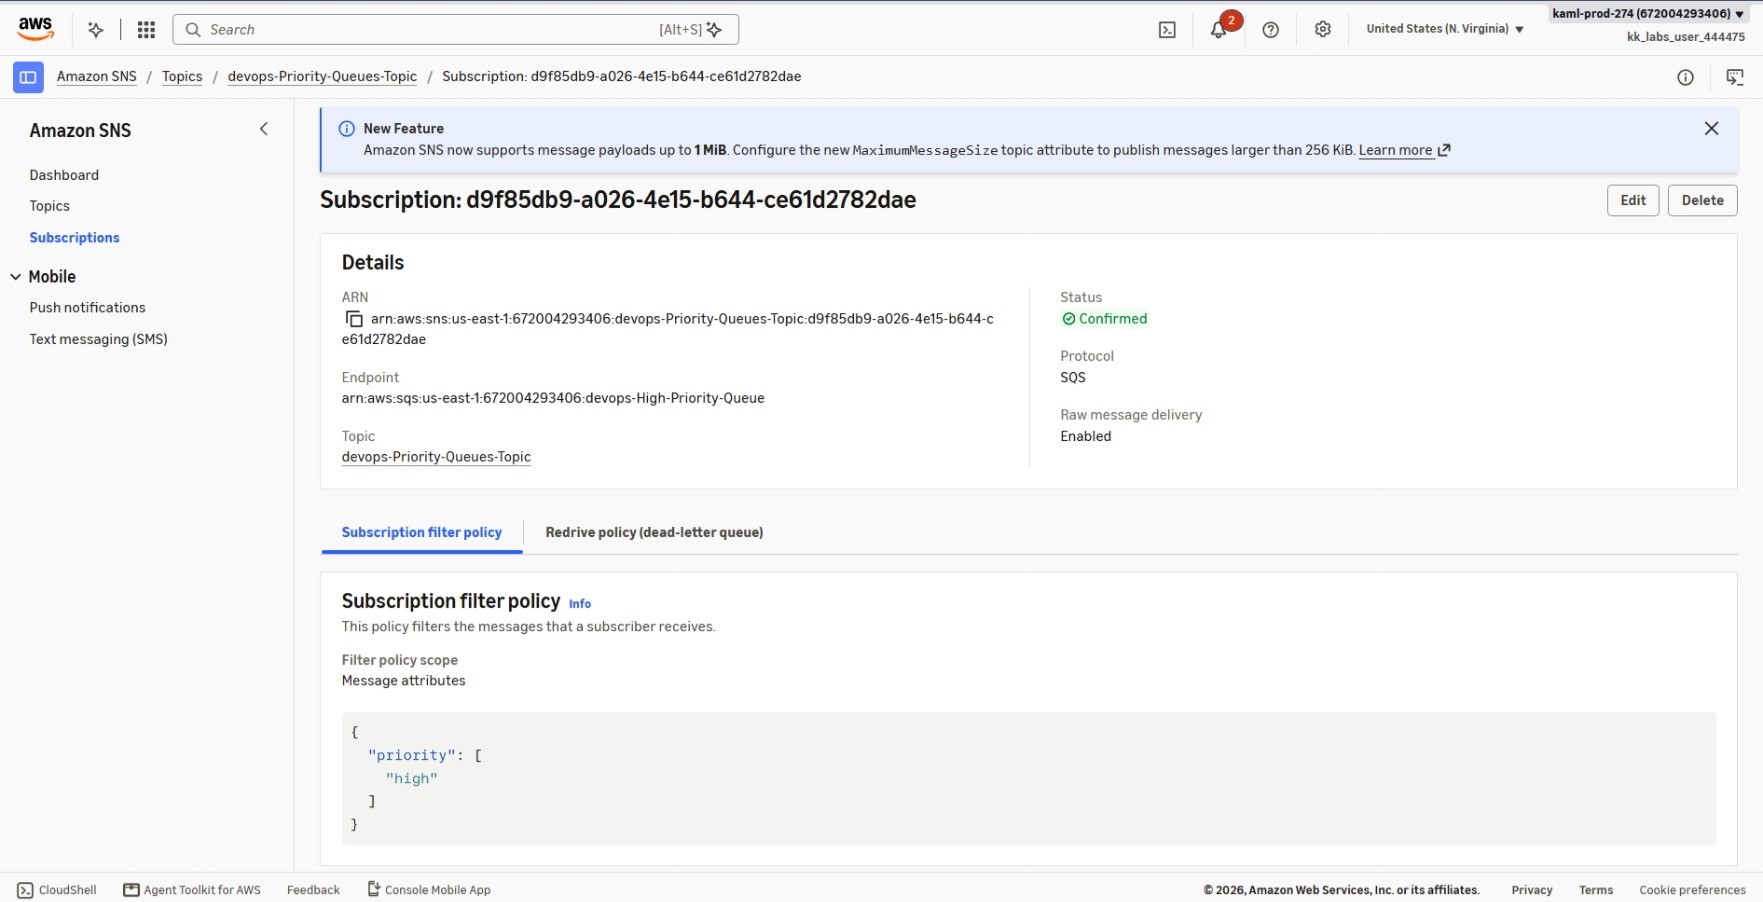 aws
Search
[Alt+S]
2
United States (N. Virginia) ▼
kaml-prod-274 (672004293406) ▼
kk_labs_user_444475
Amazon SNS / Topics / devops-Priority-Queues-Topic / Subscription: d9f85db9-a026-4e15-b644-ce61d2782dae
Amazon SNS
Dashboard
Topics
Subscriptions
Mobile
Push notifications
Text messaging (SMS)
New Feature
Amazon SNS now supports message payloads up to 1 MiB. Configure the new MaximumMessageSize topic attribute to publish messages larger than 256 KiB. Learn more
Subscription: d9f85db9-a026-4e15-b644-ce61d2782dae
Edit
Delete
Details
ARN
arn:aws:sns:us-east-1:672004293406:devops-Priority-Queues-Topic:d9f85db9-a026-4e15-b644-c
e61d2782dae
Endpoint
arn:aws:sqs:us-east-1:672004293406:devops-High-Priority-Queue
Topic
devops-Priority-Queues-Topic
Status
Confirmed
Protocol
SQS
Raw message delivery
Enabled
Subscription filter policy
Redrive policy (dead-letter queue)
Subscription filter policy Info
This policy filters the messages that a subscriber receives.
Filter policy scope
Message attributes
{
"priority": [
"high"
]
}
CloudShell
Agent Toolkit for AWS
Feedback
Console Mobile App
© 2026, Amazon Web Services, Inc. or its affiliates.
Privacy
Terms
Cookie preferences